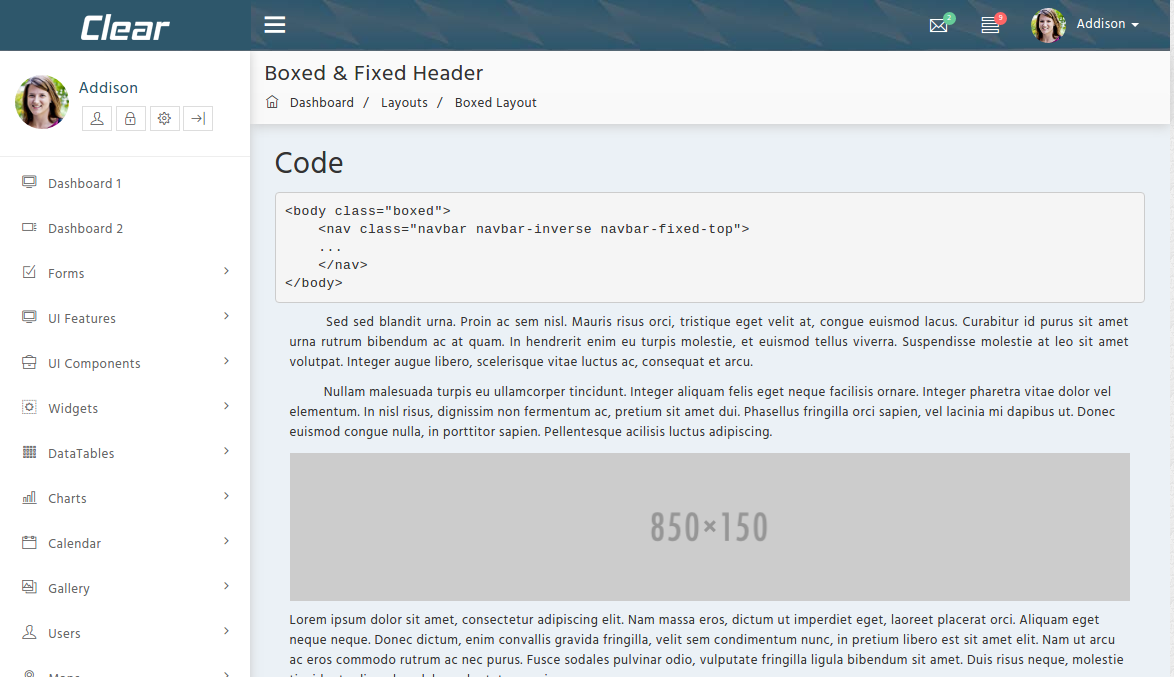 Clear
2
9
Addison
Addison
Dashboard 1
Dashboard 2
Forms
UI Features
UI Components
Widgets
DataTables
Charts
Calendar
Gallery
Users
Maps
Boxed & Fixed Header
Dashboard / Layouts / Boxed Layout
Code
<body class="boxed">
    <nav class="navbar navbar-inverse navbar-fixed-top">
    ...
    </nav>
</body>
Sed sed blandit urna. Proin ac sem nisl. Mauris risus orci, tristique eget velit at, congue euismod lacus. Curabitur id purus sit amet
urna rutrum bibendum ac at quam. In hendrerit enim eu turpis molestie, et euismod tellus viverra. Suspendisse molestie at leo sit amet
volutpat. Integer augue libero, scelerisque vitae luctus ac, consequat et arcu.
Nullam malesuada turpis eu ullamcorper tincidunt. Integer aliquam felis eget neque facilisis ornare. Integer pharetra vitae dolor vel
elementum. In nisl risus, dignissim non fermentum ac, pretium sit amet dui. Phasellus fringilla orci sapien, vel lacinia mi dapibus ut. Donec
euismod congue nulla, in porttitor sapien. Pellentesque acilisis luctus adipiscing.
850×150
Lorem ipsum dolor sit amet, consectetur adipiscing elit. Nam massa eros, dictum ut imperdiet eget, laoreet placerat orci. Aliquam eget
neque neque. Donec dictum, enim convallis gravida fringilla, velit sem condimentum nunc, in pretium libero est sit amet elit. Nam ut arcu
ac eros commodo rutrum ac nec purus. Fusce sodales pulvinar odio, vulputate fringilla ligula bibendum sit amet. Duis risus neque, molestie